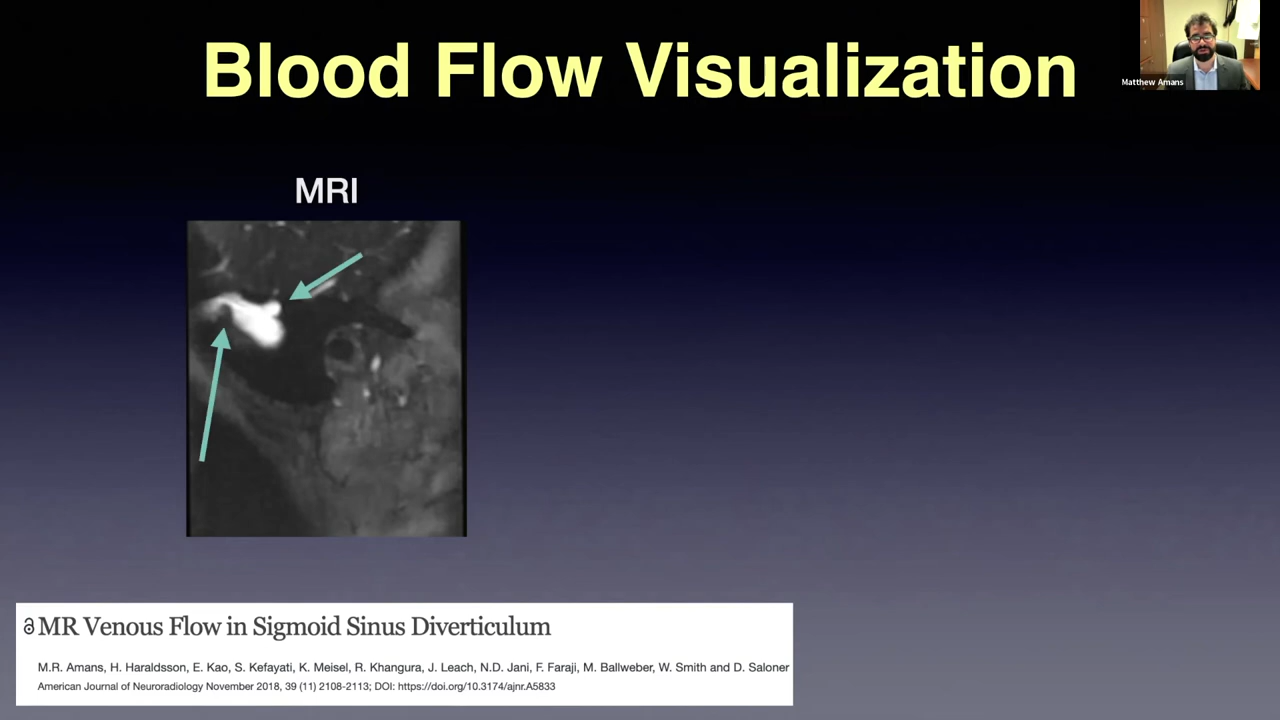 Blood Flow Visualization
Matthew Amans
MRI
MR Venous Flow in Sigmoid Sinus Diverticulum
M.R. Amans, H. Haraldsson, E. Kao, S. Kefayati, K. Meisel, R. Khangura, J. Leach, N.D. Jani, F. Faraji, M. Ballweber, W. Smith and D. Saloner
American Journal of Neuroradiology November 2018, 39 (11) 2108-2113; DOI: https://doi.org/10.3174/ajnr.A5833